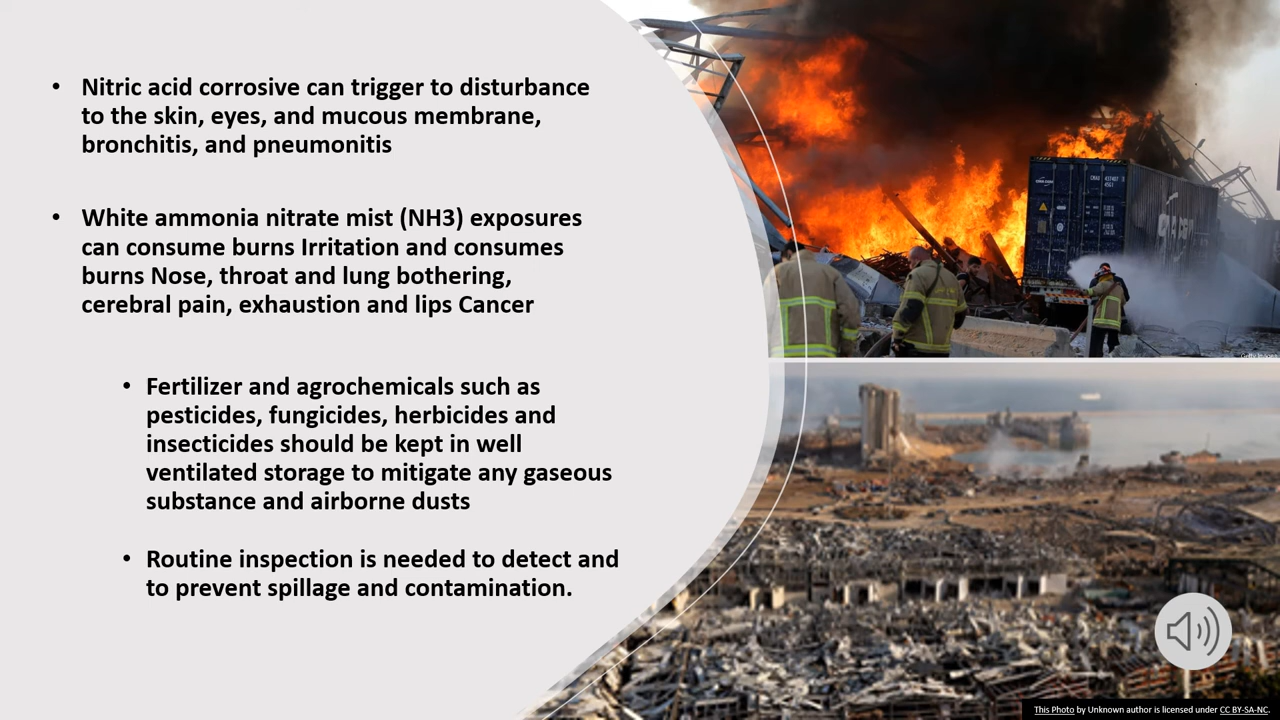 • Nitric acid corrosive can trigger to disturbance
to the skin, eyes, and mucous membrane,
bronchitis, and pneumonitis
• White ammonia nitrate mist (NH3) exposures
can consume burns Irritation and consumes
burns Nose, throat and lung bothering,
cerebral pain, exhaustion and lips Cancer
• Fertilizer and agrochemicals such as
pesticides, fungicides, herbicides and
insecticides should be kept in well
ventilated storage to mitigate any gaseous
substance and airborne dusts
• Routine inspection is needed to detect and
to prevent spillage and contamination.
This Photo by Unknown author is licensed under CC BY-SA-NC.